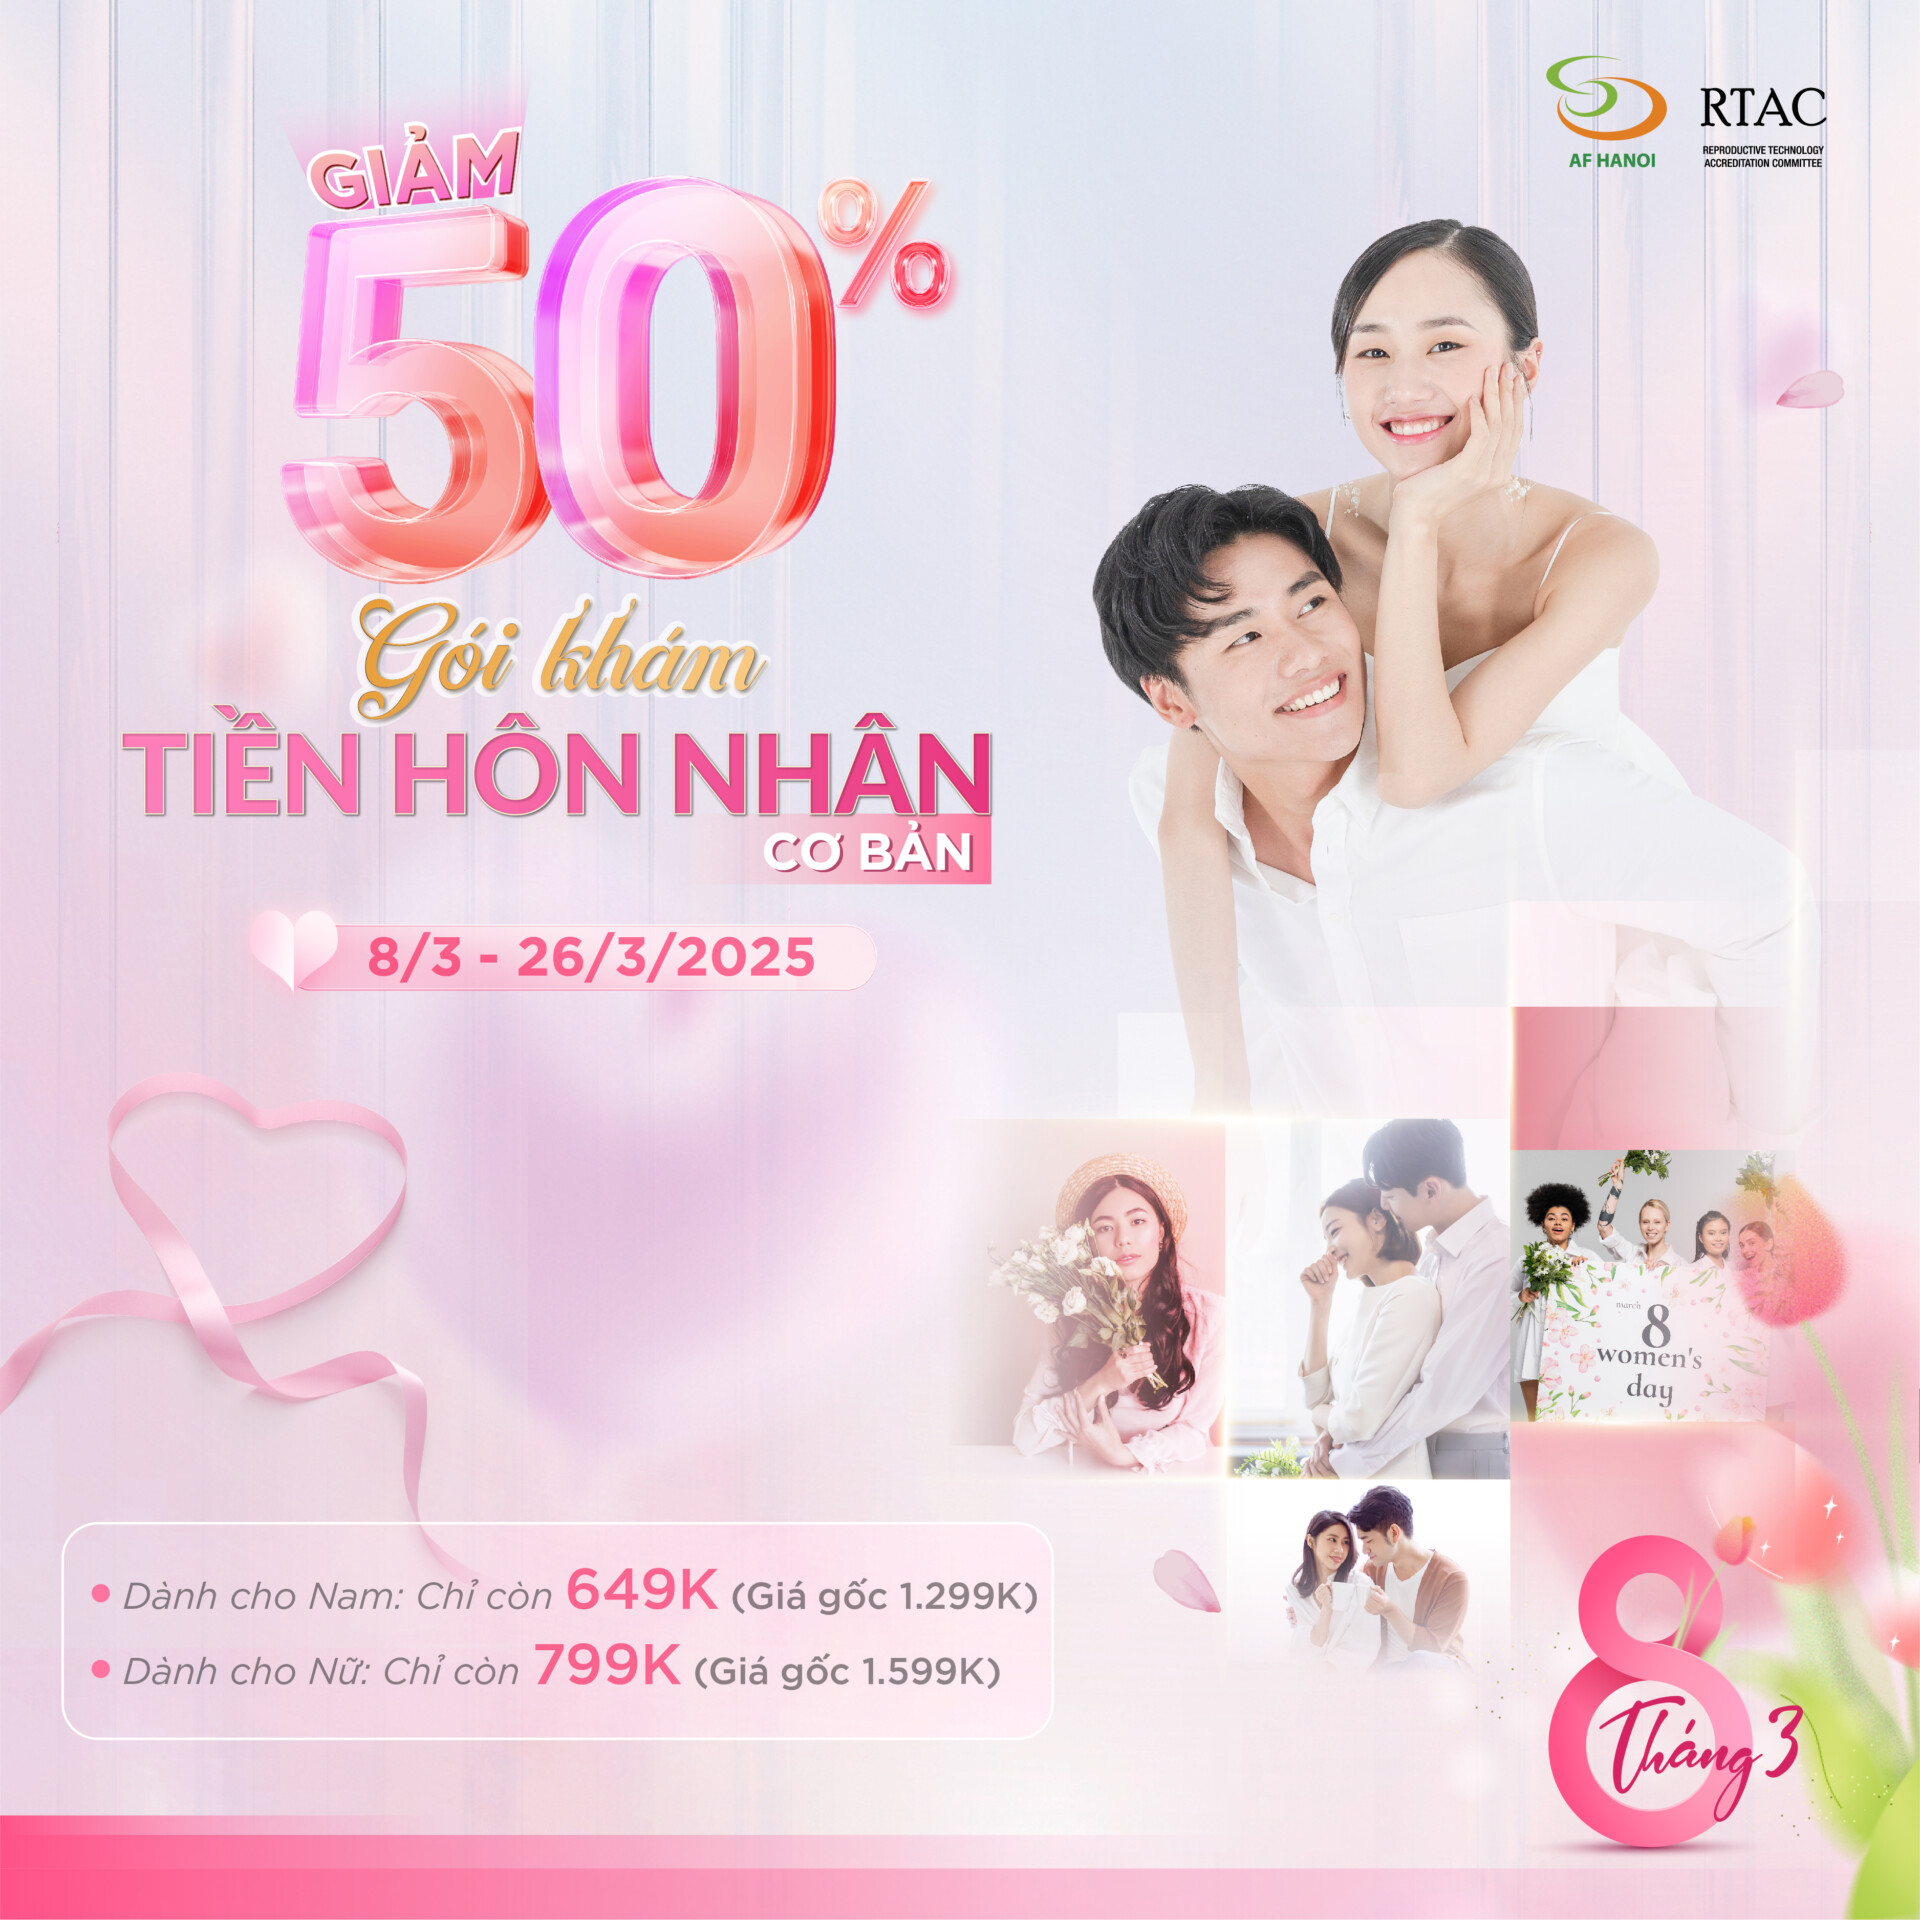 AF HANOI
RTAC
REPRODUCTIVE TECHNOLOGY
ACCREDITATION COMMITTEE
GIẢM
50%
Gói khám
TIỀN HÔN NHÂN
CƠ BẢN
8/3 - 26/3/2025
march 8
women's
day
• Dành cho Nam: Chỉ còn 649K (Giá gốc 1.299K)
• Dành cho Nữ: Chỉ còn 799K (Giá gốc 1.599K)
8
Tháng 3